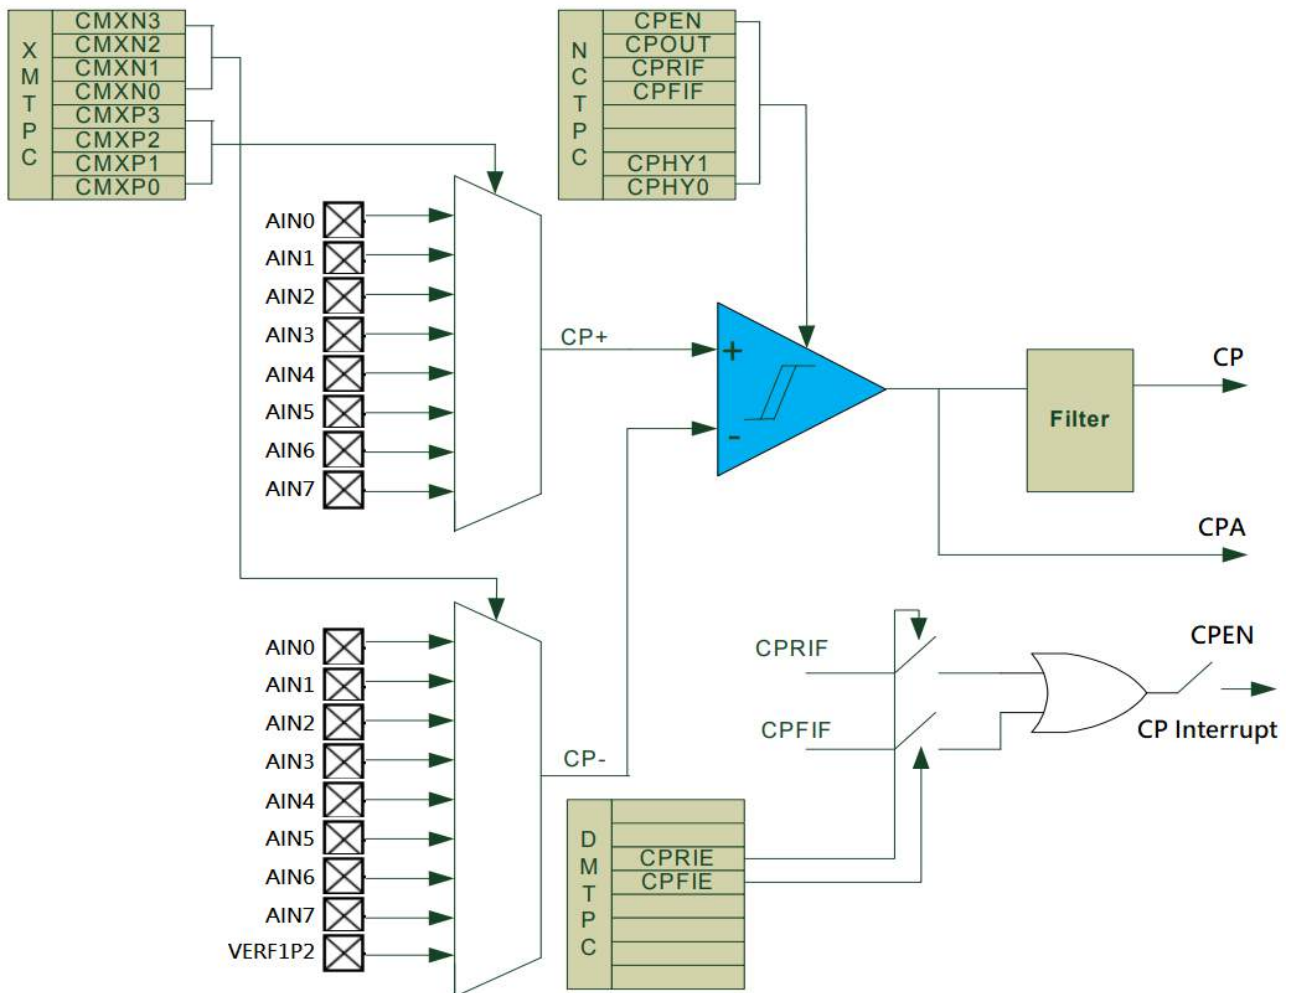 XMTPC
CMXN3
CMXN2
CMXN1
CMXN0
CMXP3
CMXP2
CMXP1
CMXP0
NCTPC
CPEN
CPOUT
CPRIF
CPFIF
CPHY1
CPHY0
AIN0
AIN1
AIN2
AIN3
AIN4
AIN5
AIN6
AIN7
CP+
+
-
Filter
CP
CPA
AIN0
AIN1
AIN2
AIN3
AIN4
AIN5
AIN6
AIN7
VERF1P2
CP-
CPRIF
CPFIF
CPEN
CP Interrupt
DMTPC
CPRIE
CPFIE